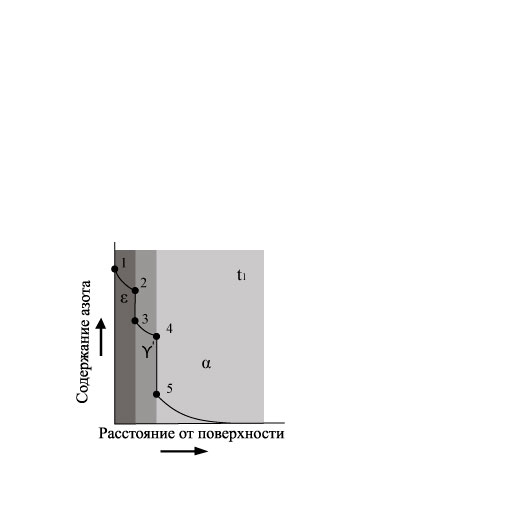 1
t1
2
ε
3
4
γ'
α
5
Содержание азота
Расстояние от поверхности